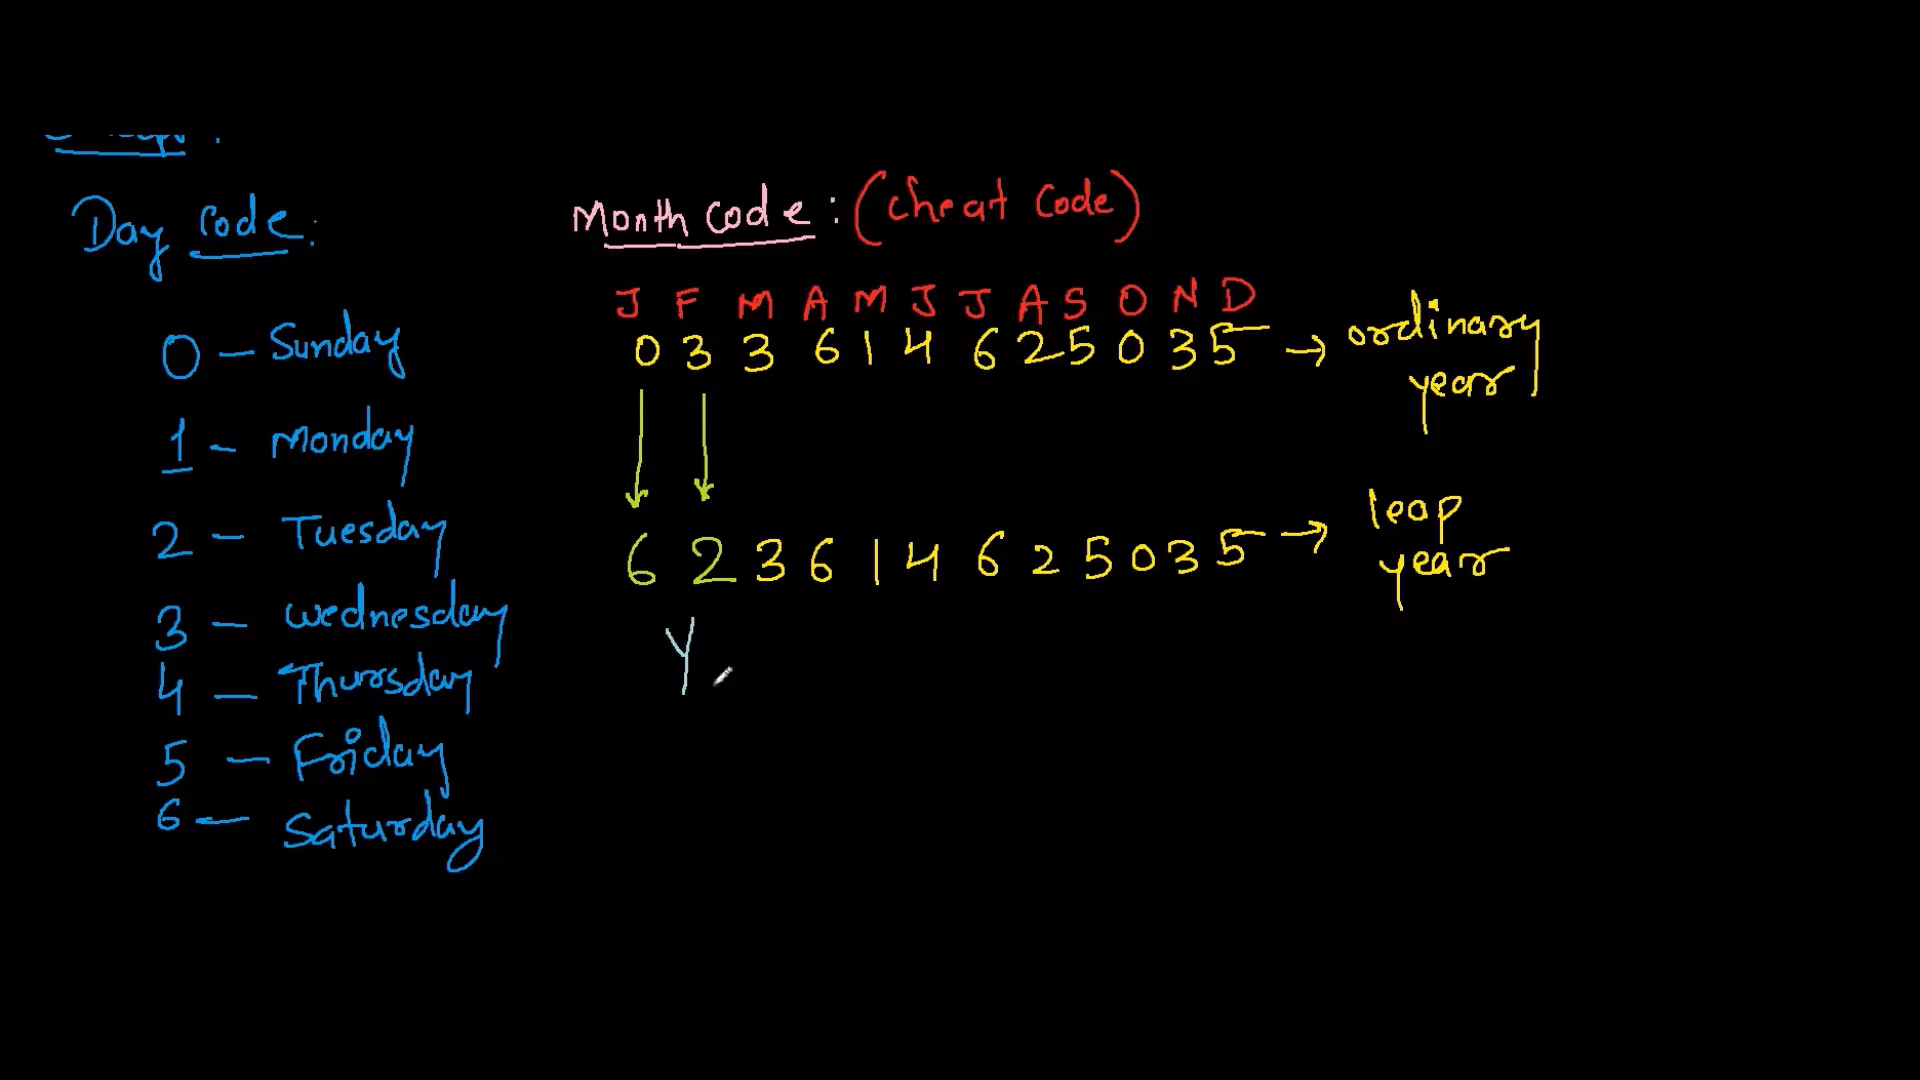 Day code:
0 - Sunday
1 - Monday
2 - Tuesday
3 - Wednesday
4 - Thursday
5 - Friday
6 - Saturday
Month code: (Cheat Code)
J F M A M J J A S O N D
0 3 3 6 1 4 6 2 5 0 3 5 → ordinary
year
6 2 3 6 1 4 6 2 5 0 3 5 → leap
year
Y